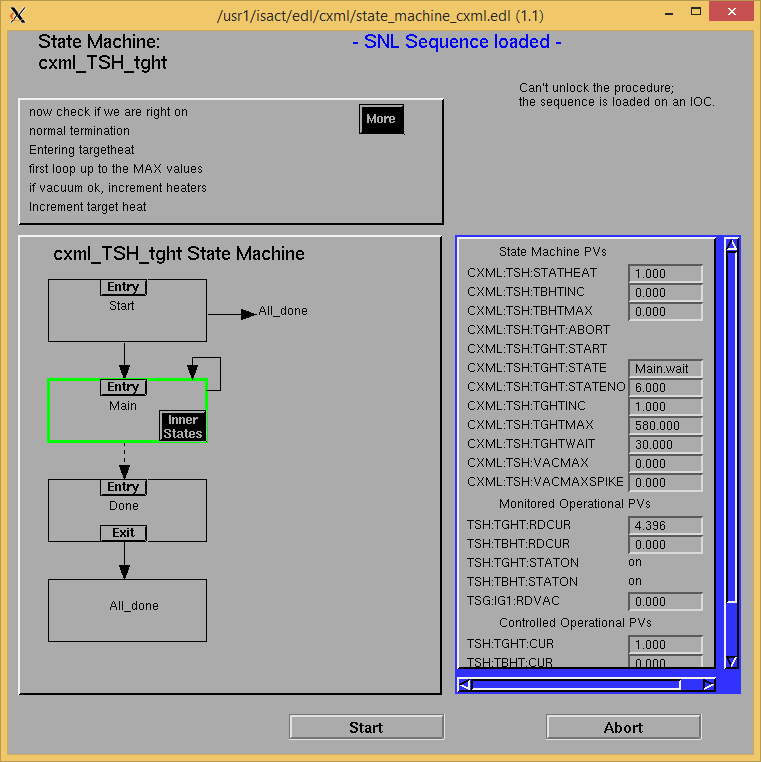 /usr1/isact/edl/cxml/state_machine_cxml.edl (1.1)
State Machine:
cxml_TSH_tght
- SNL Sequence loaded -
Can't unlock the procedure;
the sequence is loaded on an IOC.
now check if we are right on
normal termination
Entering targetheat
first loop up to the MAX values
if vacuum ok, increment heaters
Increment target heat
More
cxml_TSH_tght State Machine
Entry
Start
All_done
Entry
Main
Inner
States
Entry
Done
Exit
All_done
State Machine PVs
CXML:TSH:STATHEAT 1.000
CXML:TSH:TBHTINC 0.000
CXML:TSH:TBHTMAX 0.000
CXML:TSH:TGHT:ABORT
CXML:TSH:TGHT:START
CXML:TSH:TGHT:STATE Main.wait
CXML:TSH:TGHT:STATENO 6.000
CXML:TSH:TGHTINC 1.000
CXML:TSH:TGHTMAX 580.000
CXML:TSH:TGHTWAIT 30.000
CXML:TSH:VACMAX 0.000
CXML:TSH:VACMAXSPIKE 0.000
Monitored Operational PVs
TSH:TGHT:RDCUR 4.396
TSH:TBHT:RDCUR 0.000
TSH:TGHT:STATON on
TSH:TBHT:STATON on
TSG:IG1:RDVAC 0.000
Controlled Operational PVs
TSH:TGHT:CUR 1.000
TSH:TBHT:CUR 0.000
Start
Abort